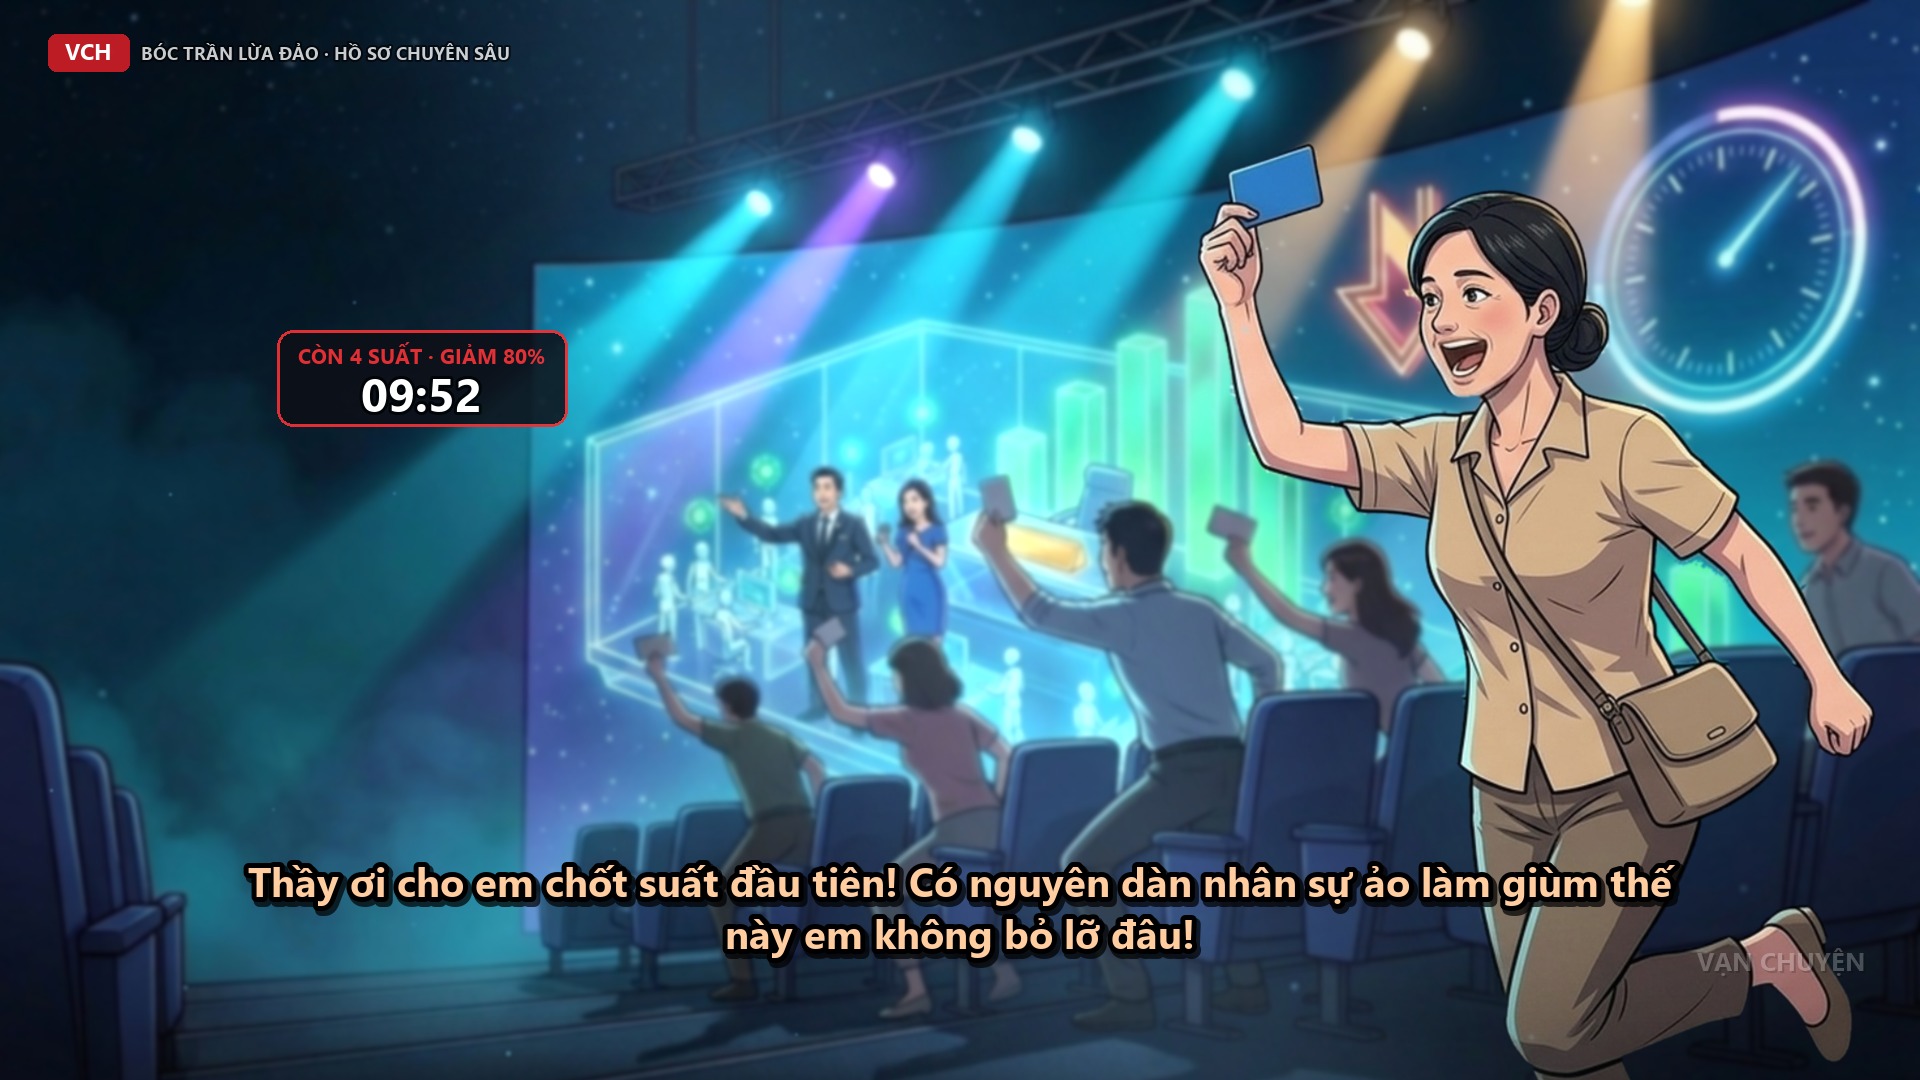 VCH BÓC TRẦN LỪA ĐẢO · HỒ SƠ CHUYÊN SÂU
CÒN 4 SUẤT · GIẢM 80%
09:52
Thầy ơi cho em chốt suất đầu tiên! Có nguyên dàn nhân sự ảo làm giùm thế
này em không bỏ lỡ đâu!
VẠN CHUYỆN